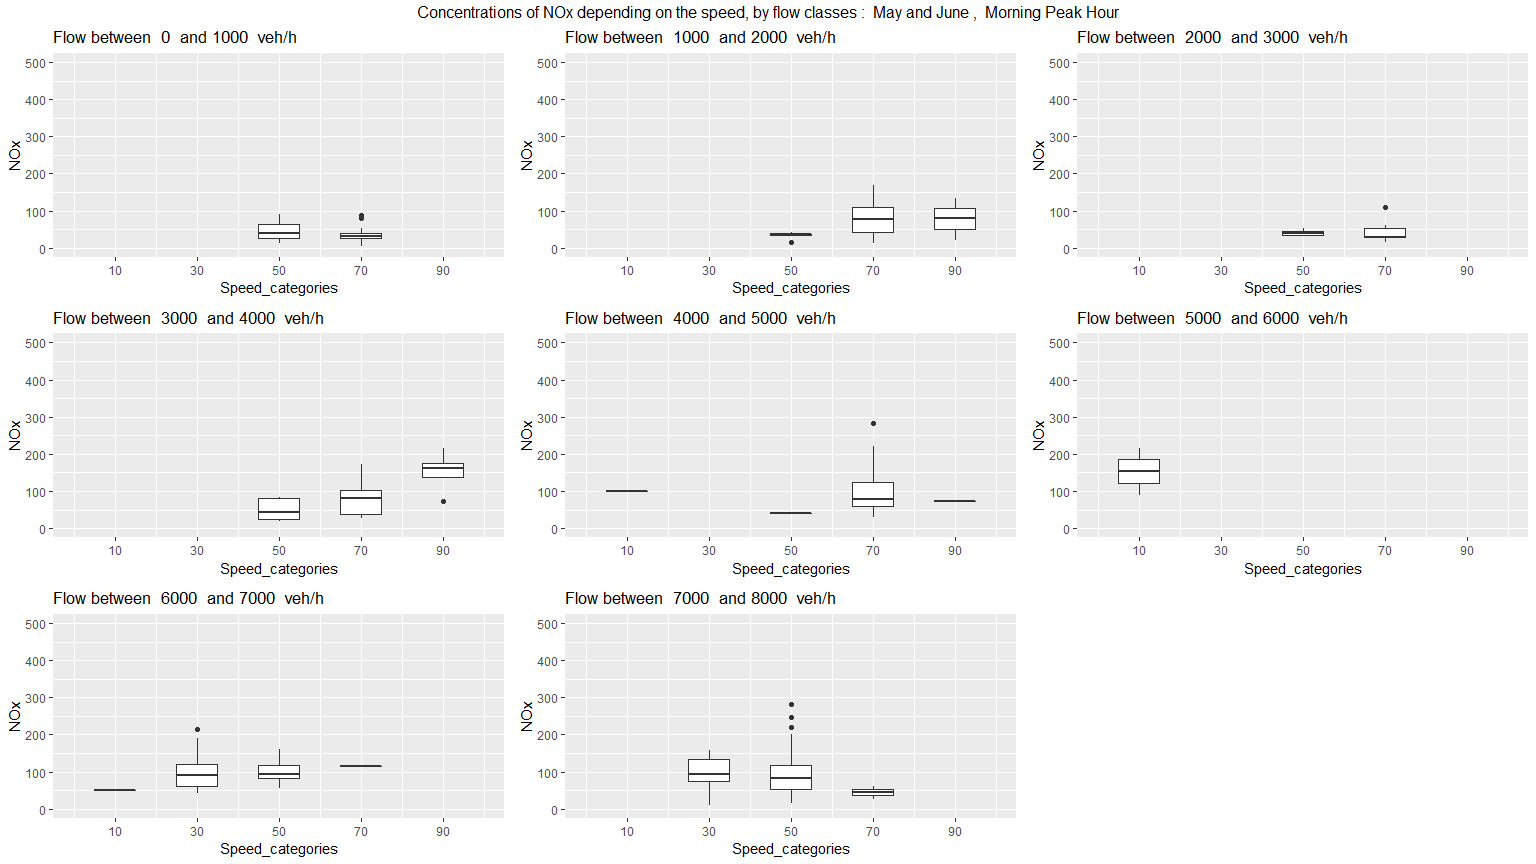 Concentrations of NOx depending on the speed, by flow classes :  May and June ,  Morning Peak Hour
Flow between  0  and 1000  veh/h
NOx
500
400
300
200
100
0
10 30 50 70 90
Speed_categories
Flow between  1000  and 2000  veh/h
NOx
500
400
300
200
100
0
10 30 50 70 90
Speed_categories
Flow between  2000  and 3000  veh/h
NOx
500
400
300
200
100
0
10 30 50 70 90
Speed_categories
Flow between  3000  and 4000  veh/h
NOx
500
400
300
200
100
0
10 30 50 70 90
Speed_categories
Flow between  4000  and 5000  veh/h
NOx
500
400
300
200
100
0
10 30 50 70 90
Speed_categories
Flow between  5000  and 6000  veh/h
NOx
500
400
300
200
100
0
10 30 50 70 90
Speed_categories
Flow between  6000  and 7000  veh/h
NOx
500
400
300
200
100
0
10 30 50 70 90
Speed_categories
Flow between  7000  and 8000  veh/h
NOx
500
400
300
200
100
0
10 30 50 70 90
Speed_categories